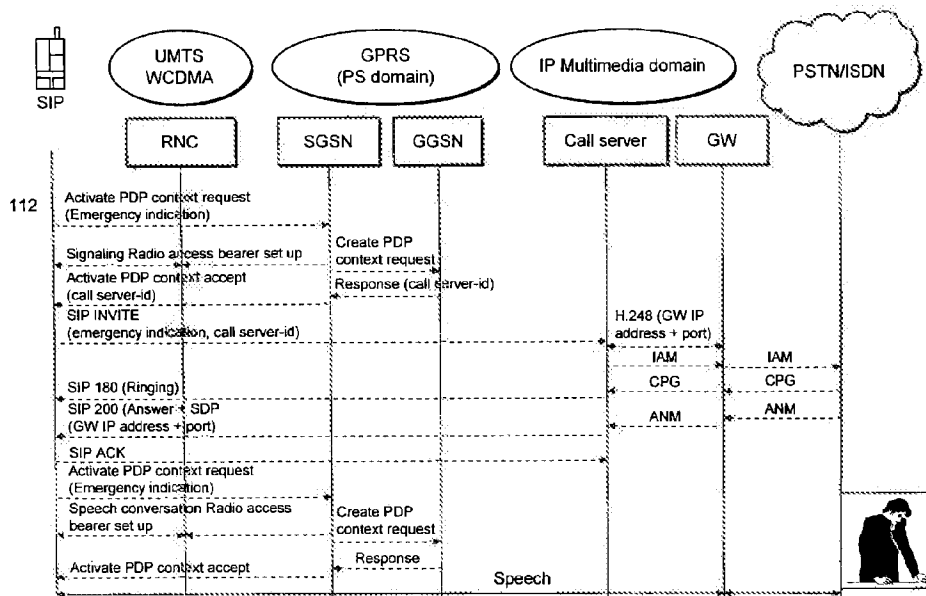 UMTS
WCDMA
GPRS
(PS domain)
IP Multimedia domain
PSTN/ISDN
SIP
RNC
SGSN
GGSN
Call server
GW
112
Activate PDP context request
(Emergency indication)
Signaling Radio access bearer set up
Create PDP
context request
Activate PDP context accept
(call server-id)
Response (call server-id)
SIP INVITE
(emergency indication, call server-id)
H.248 (GW IP
address + port)
IAM
IAM
SIP 180 (Ringing)
CPG
CPG
SIP 200 (Answer + SDP
(GW IP address + port)
ANM
ANM
SIP ACK
Activate PDP context request
(Emergency indication)
Speech conversation Radio access
bearer set up
Create PDP
context request
Response
Activate PDP context accept
Speech